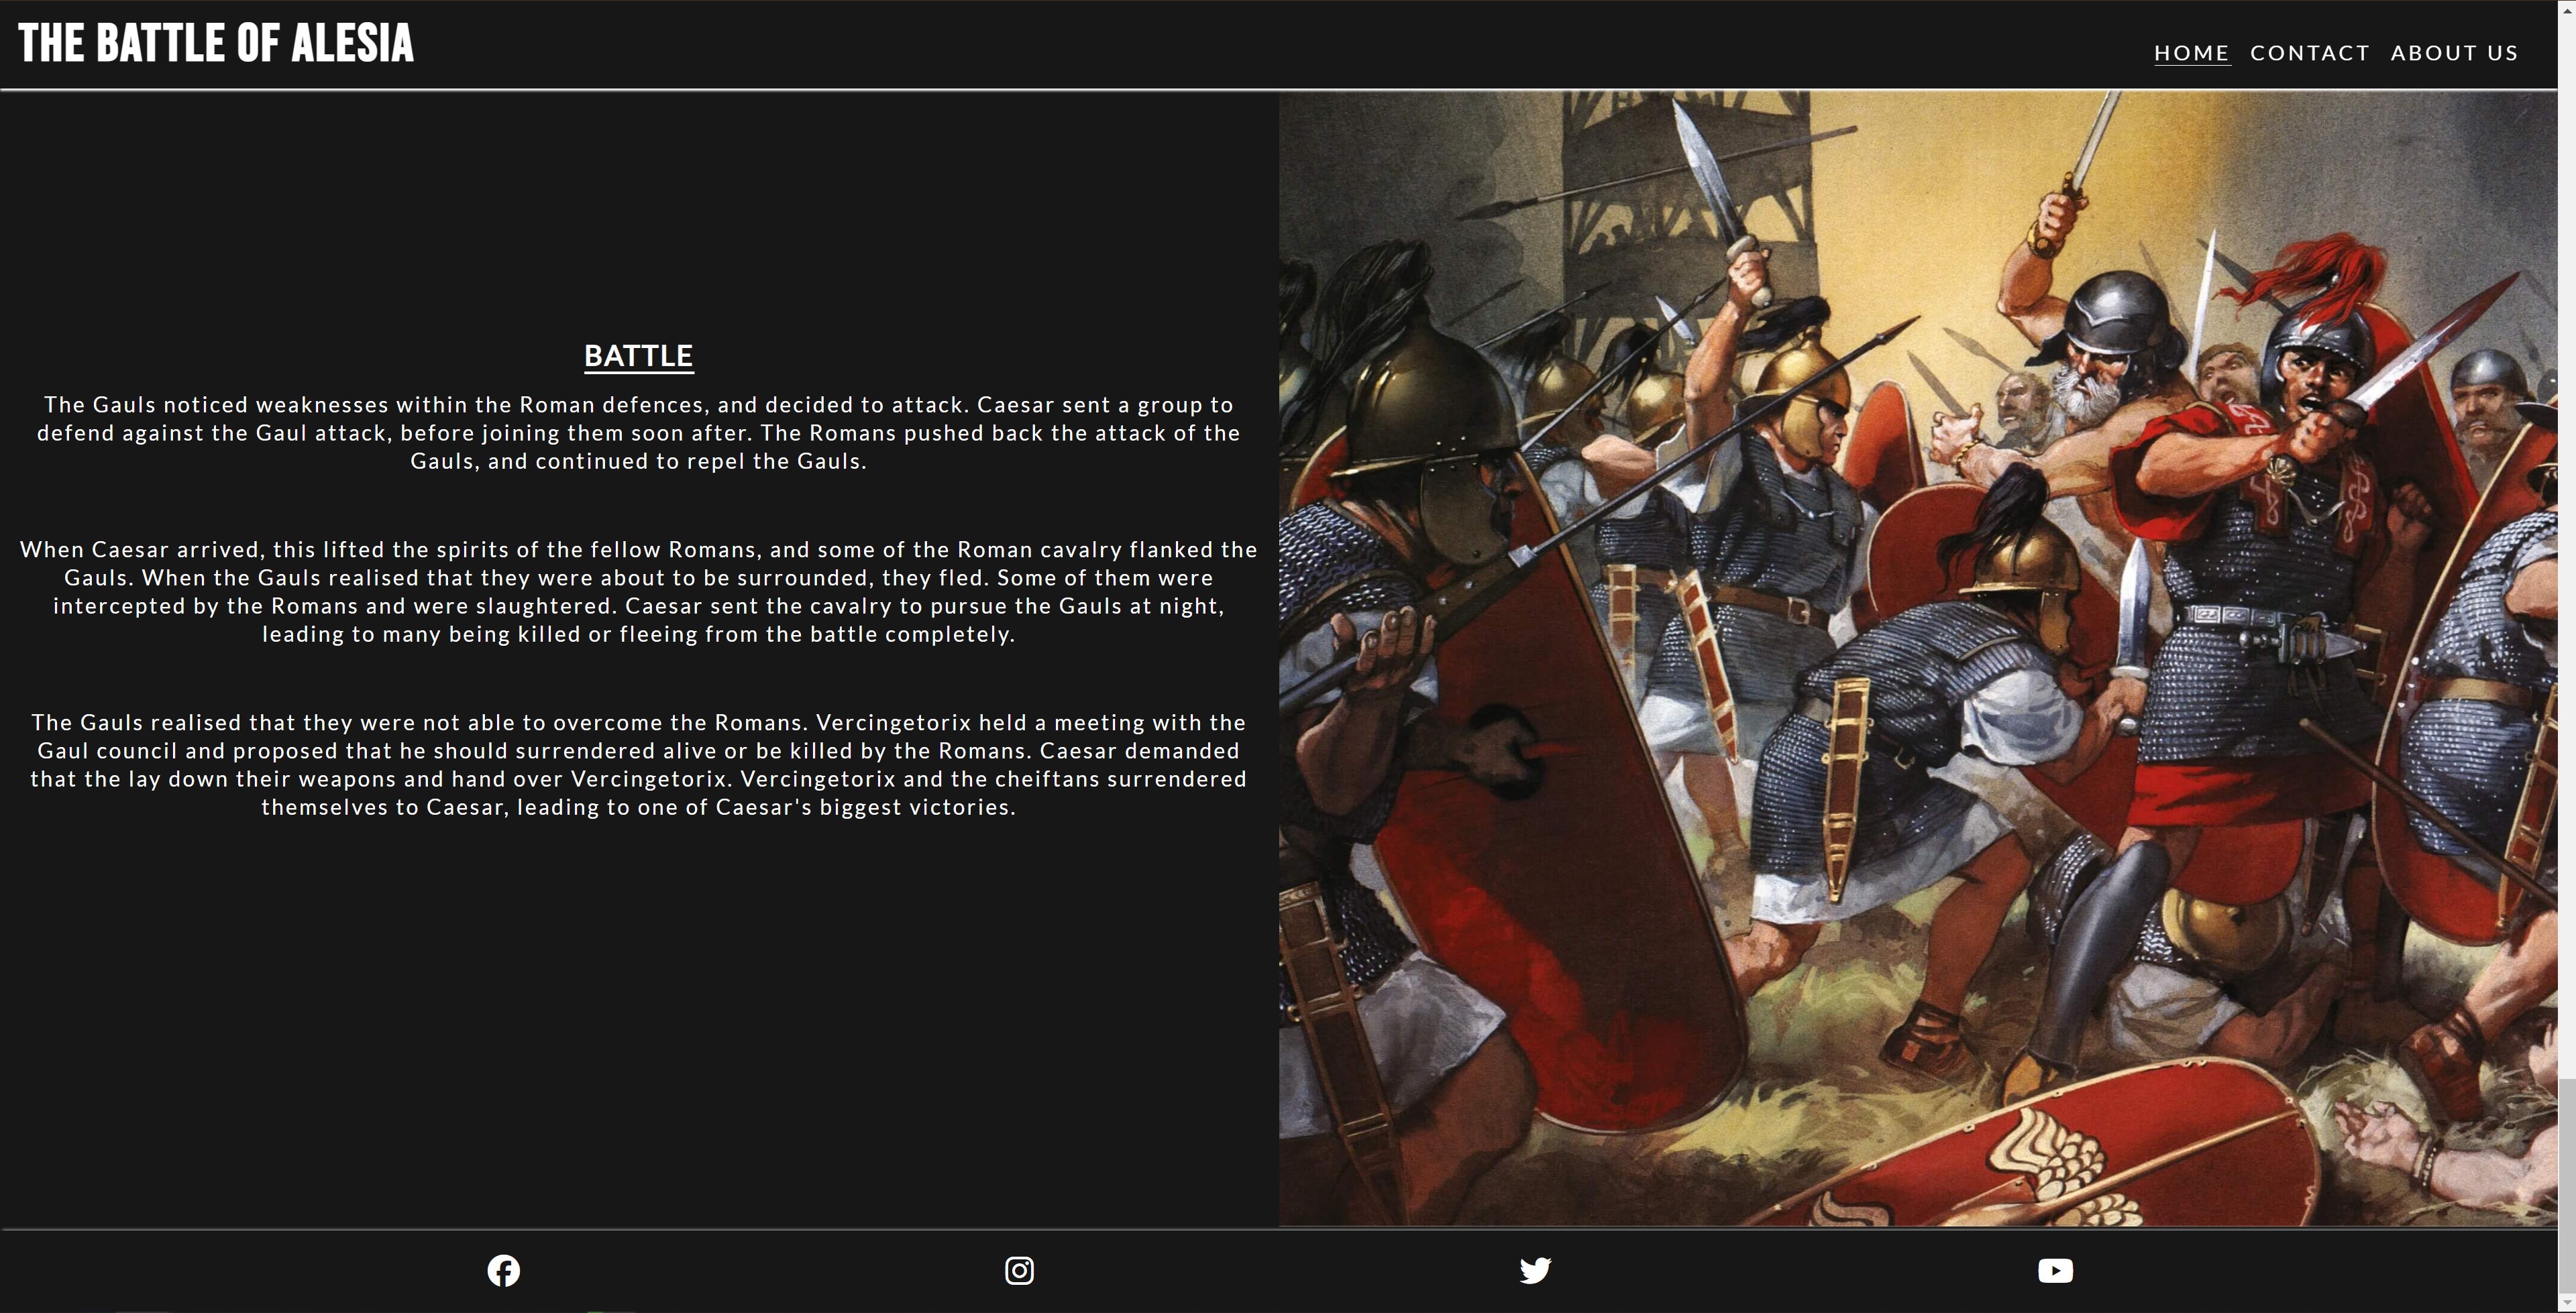 THE BATTLE OF ALESIA
HOME CONTACT ABOUT US
BATTLE
The Gauls noticed weaknesses within the Roman defences, and decided to attack. Caesar sent a group to
defend against the Gaul attack, before joining them soon after. The Romans pushed back the attack of the
Gauls, and continued to repel the Gauls.
When Caesar arrived, this lifted the spirits of the fellow Romans, and some of the Roman cavalry flanked the
Gauls. When the Gauls realised that they were about to be surrounded, they fled. Some of them were
intercepted by the Romans and were slaughtered. Caesar sent the cavalry to pursue the Gauls at night,
leading to many being killed or fleeing from the battle completely.
The Gauls realised that they were not able to overcome the Romans. Vercingetorix held a meeting with the
Gaul council and proposed that he should surrendered alive or be killed by the Romans. Caesar demanded
that the lay down their weapons and hand over Vercingetorix. Vercingetorix and the cheiftans surrendered
themselves to Caesar, leading to one of Caesar's biggest victories.